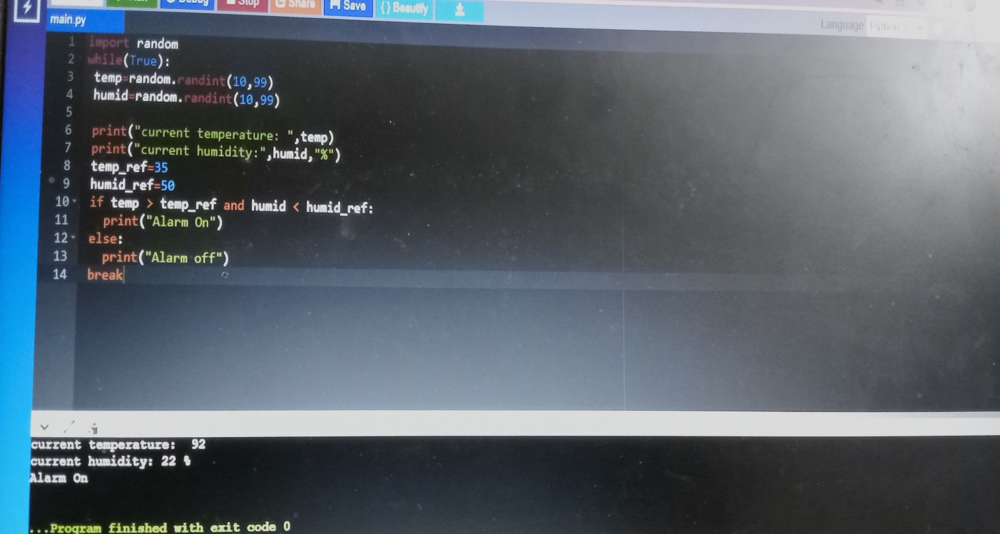 Debug
Stop
Share
Save
{ } Beautify
main.py
Language Python 3
1 import random
2 while(True):
3  temp=random.randint(10,99)
4  humid=random.randint(10,99)
5
6  print("current temperature: ",temp)
7  print("current humidity:",humid,"%")
8  temp_ref=35
9  humid_ref=50
10  if temp > temp_ref and humid < humid_ref:
11    print("Alarm On")
12  else:
13    print("Alarm off")
14  break
current temperature:  92
current humidity: 22 %
Alarm On
...Program finished with exit code 0